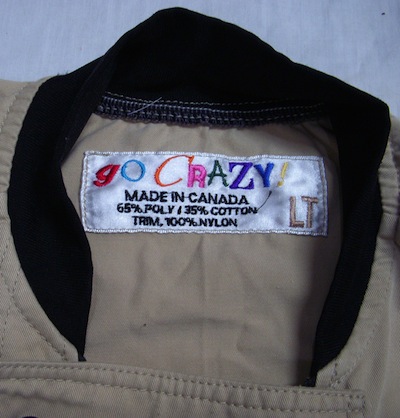 gO CRAZY!
MADE IN CANADA
65% POLY / 35% COTTON
TRIM, 100% NYLON
LT